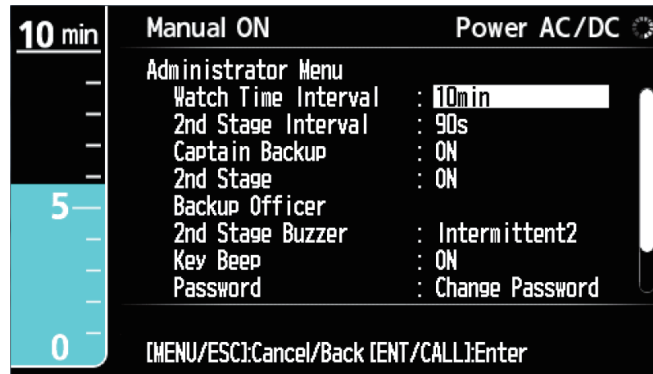 10 min
Manual ON Power AC/DC
Administrator Menu
Watch Time Interval : 10min
2nd Stage Interval : 90s
Captain Backup : ON
2nd Stage : ON
Backup Officer
2nd Stage Buzzer : Intermittent2
Key Beep : ON
Password : Change Password
5
0
[MENU/ESC]:Cancel/Back [ENT/CALL]:Enter